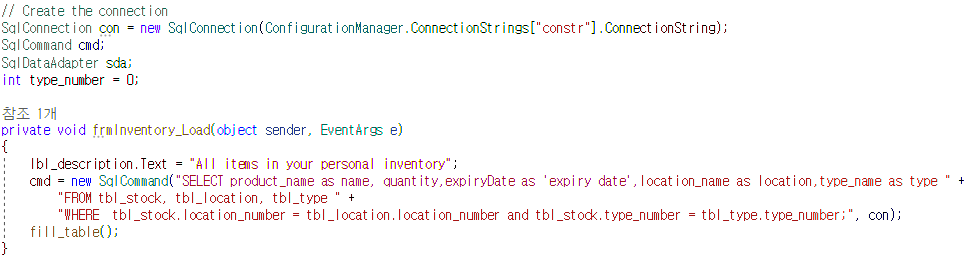 // Create the connection
SqlConnection con = new SqlConnection(ConfigurationManager.ConnectionStrings["constr"].ConnectionString);
SqlCommand cmd;
SqlDataAdapter sda;
int type_number = 0;
참조 1개
private void frmInventory_Load(object sender, EventArgs e)
{
lbl_description.Text = "All items in your personal inventory";
cmd = new SqlCommand("SELECT product_name as name, quantity,expiryDate as 'expiry date',location_name as location,type_name as type " +
"FROM tbl_stock, tbl_location, tbl_type " +
"WHERE  tbl_stock.location_number = tbl_location.location_number and tbl_stock.type_number = tbl_type.type_number;", con);
fill_table();
}